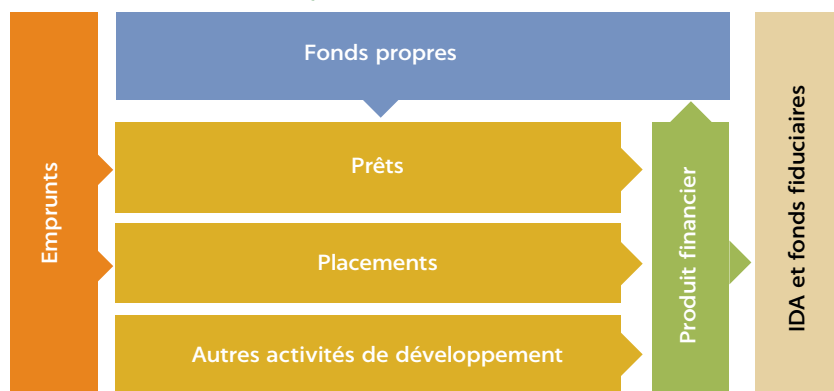 Fonds propres
Emprunts
Prêts
Placements
Autres activités de développement
Produit financier
IDA et fonds fiduciaires